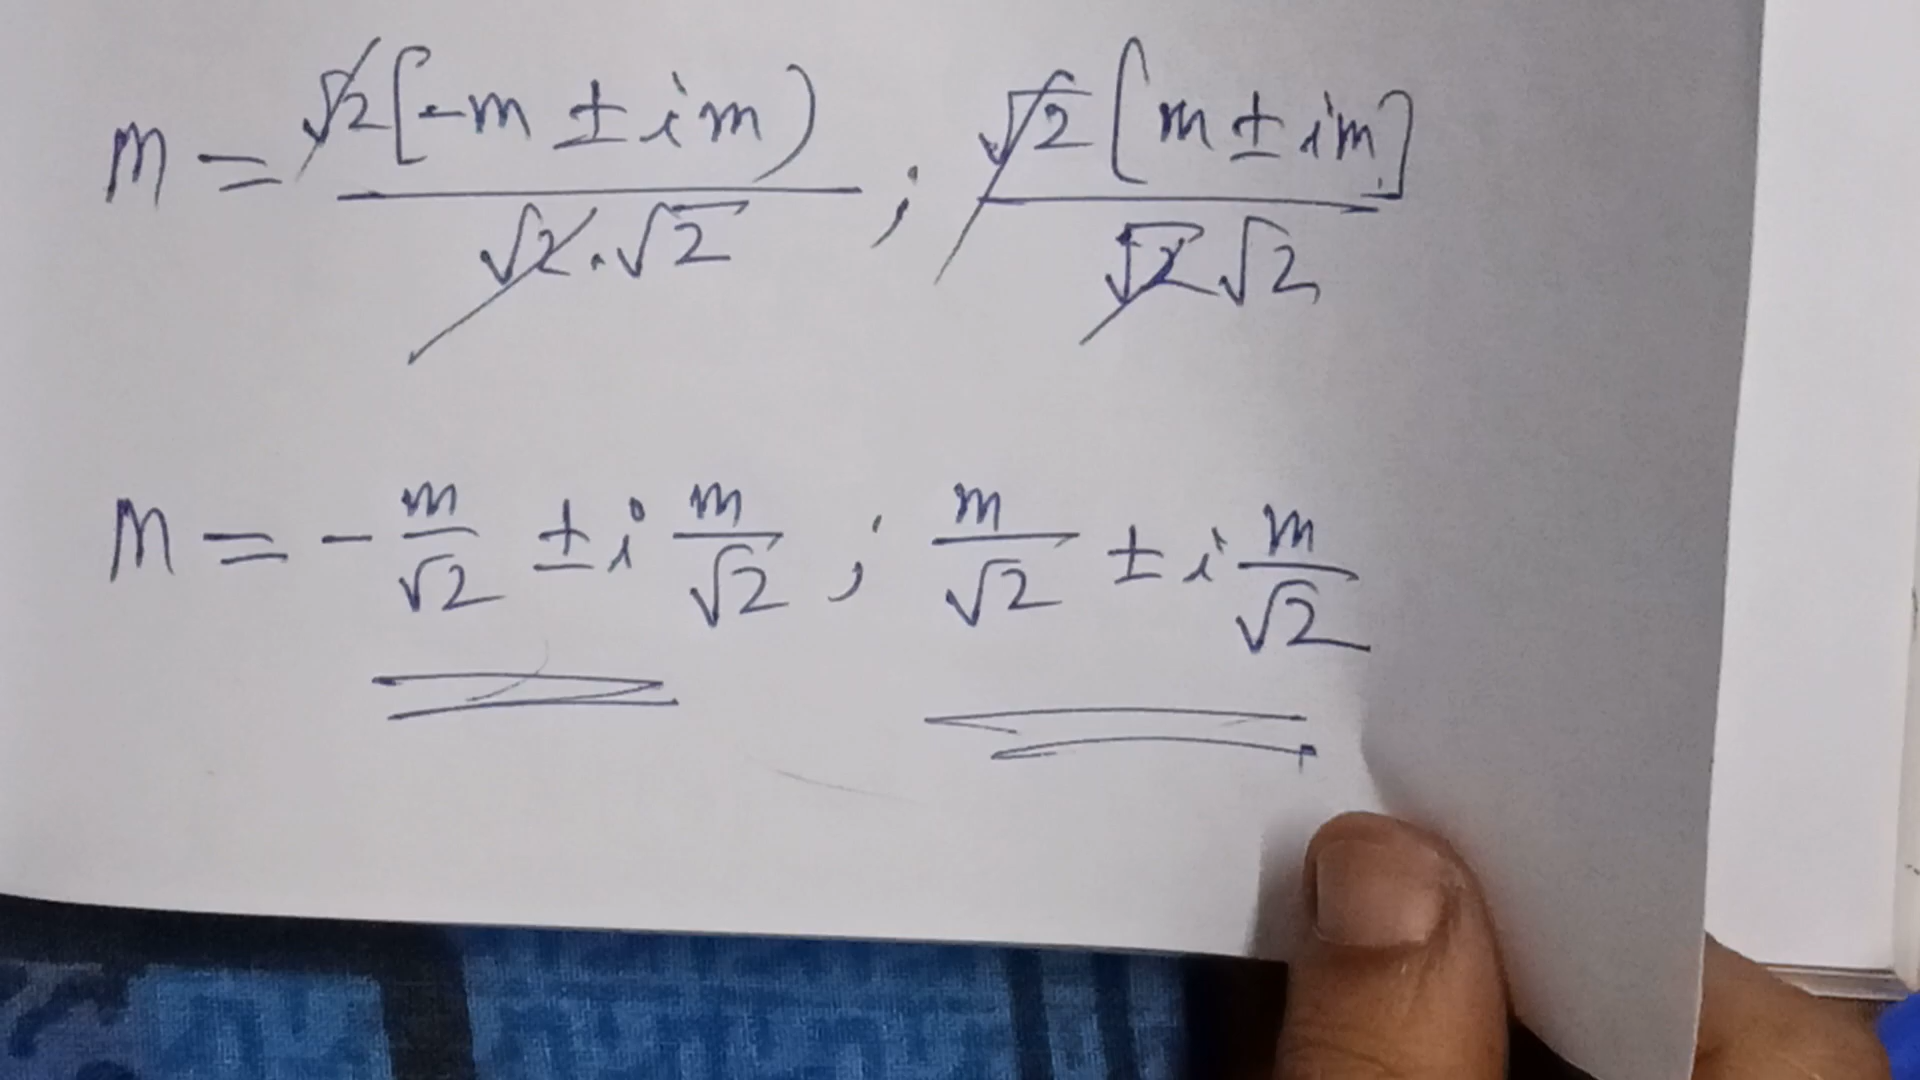 m = √2[-m ± im) / √2.√2 ; √2[m ± im] / √2 √2
m = - m/√2 ± i m/√2 ; m/√2 ± i m/√2